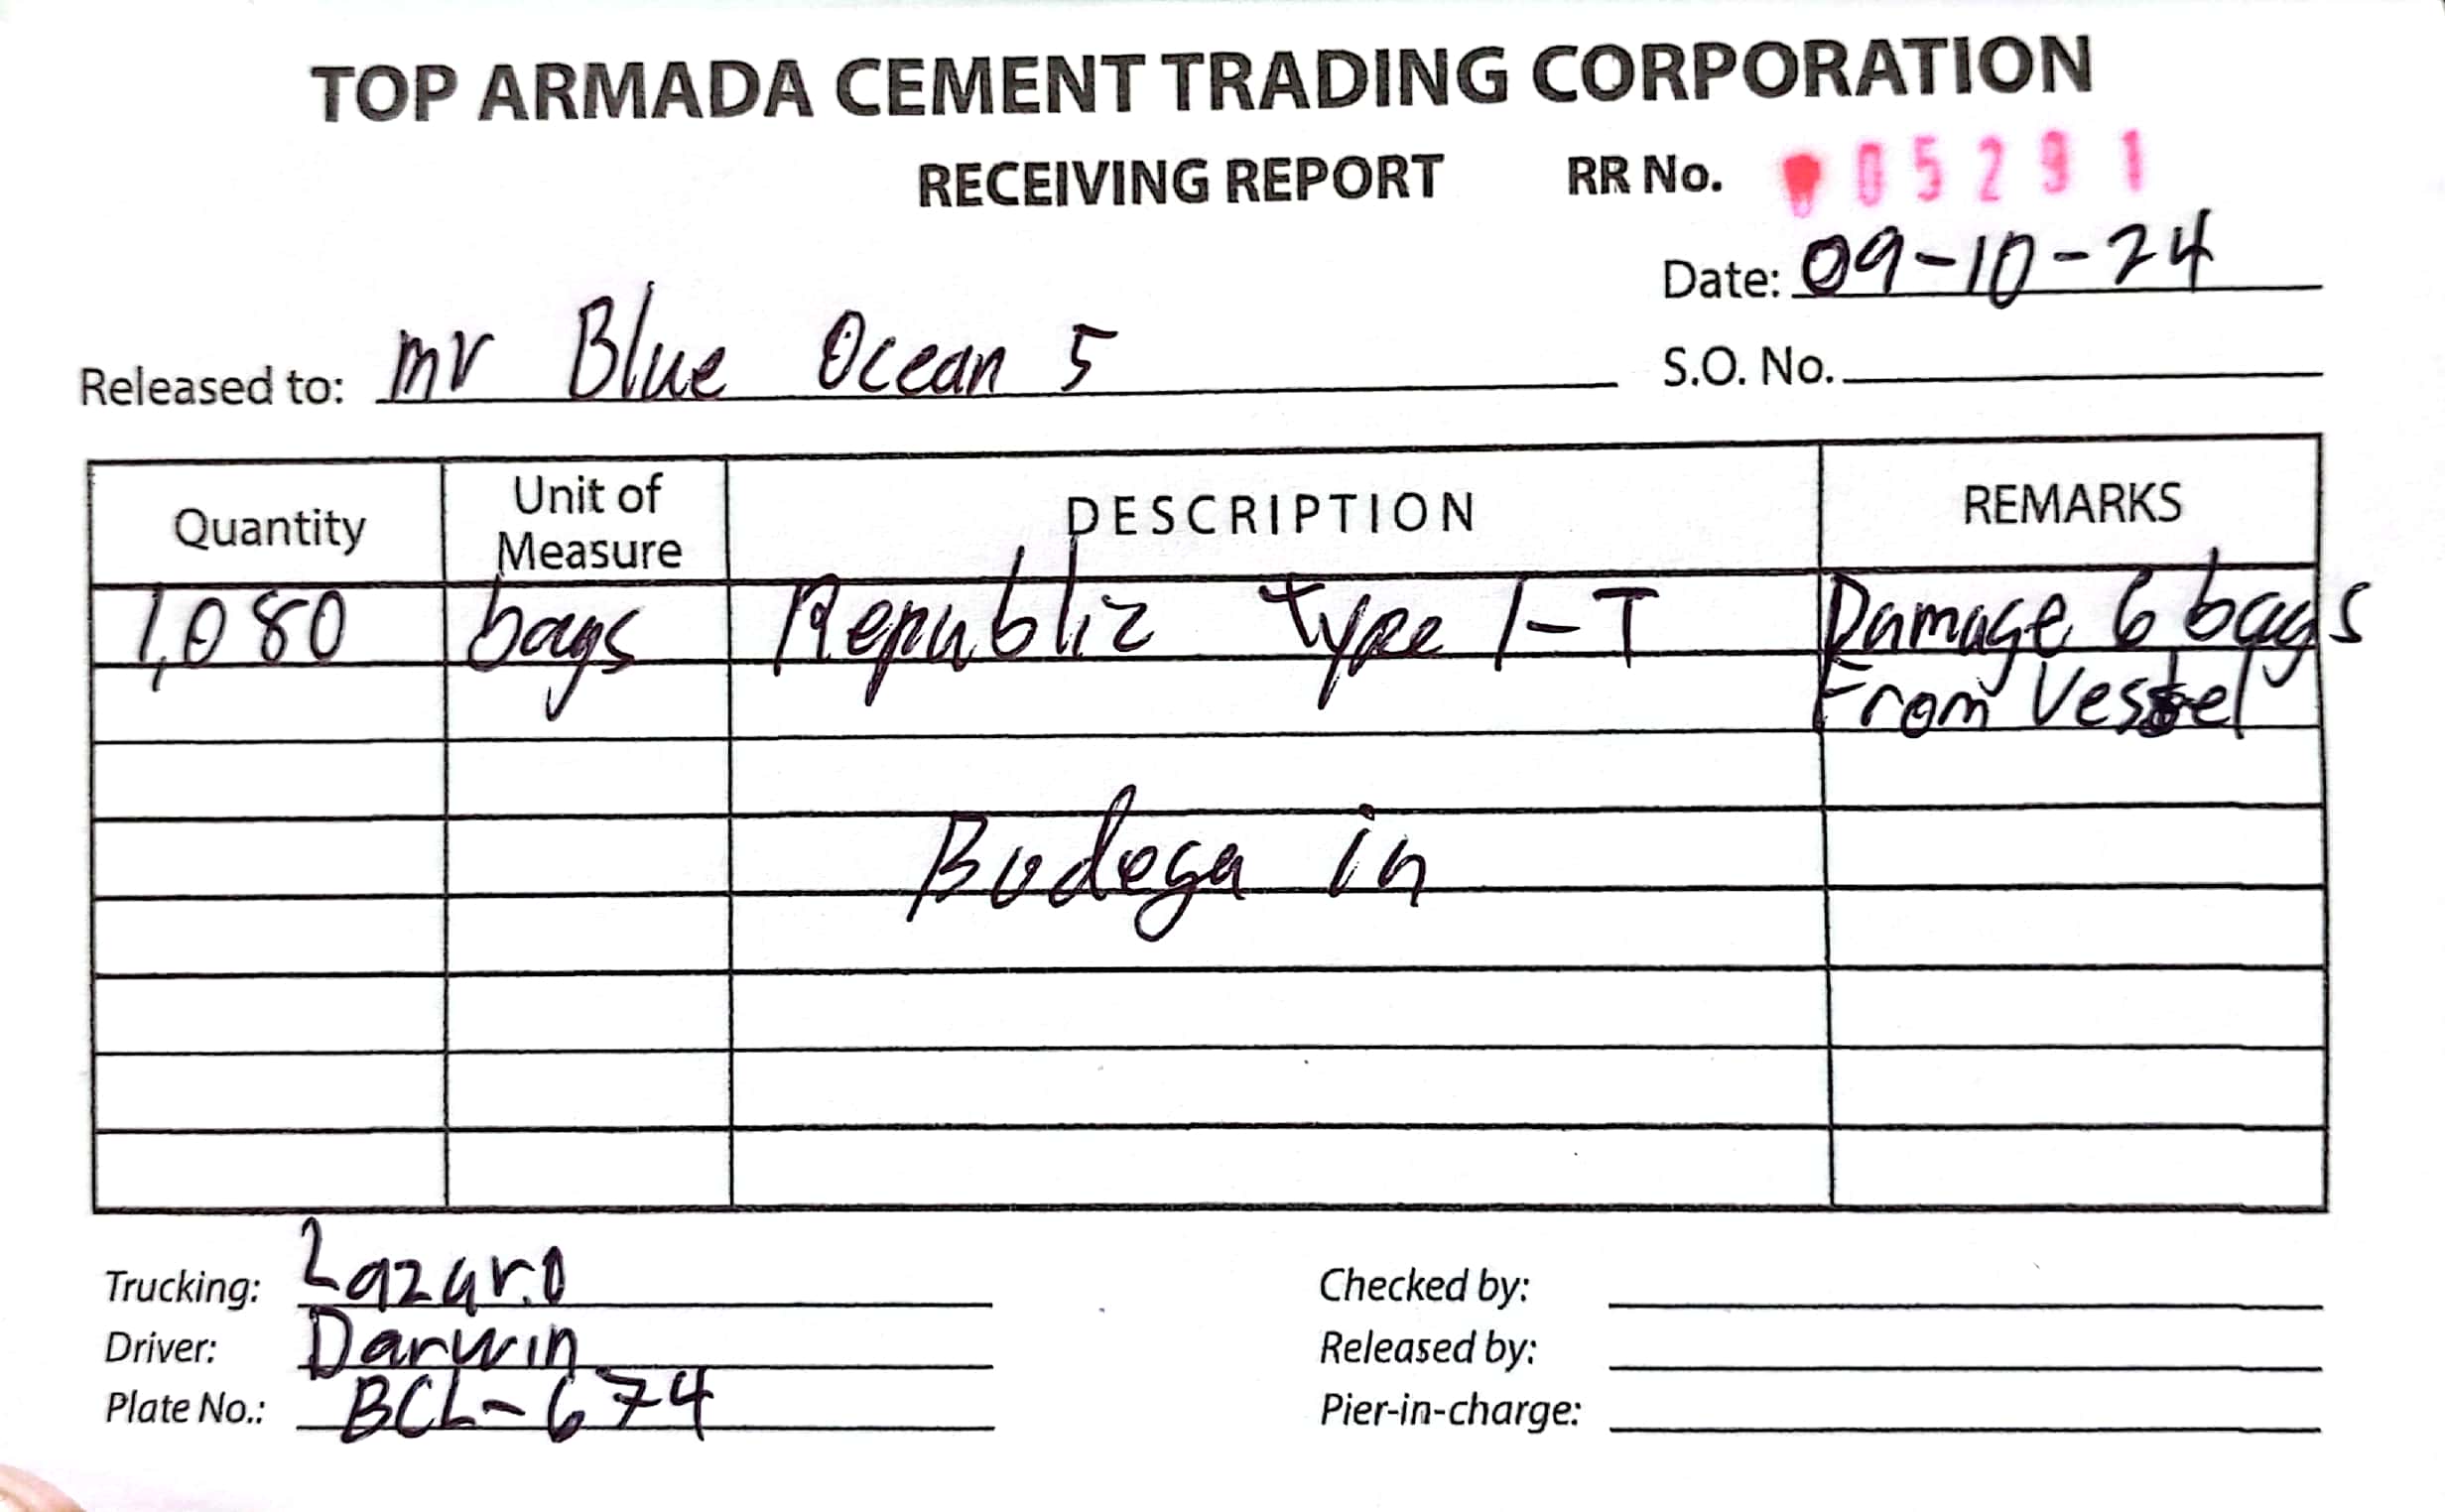 TOP ARMADA CEMENT TRADING CORPORATION
RECEIVING REPORT RR No. 05291
Date: 09-10-24
Released to: mv Blue Ocean 5 S.O. No.
Quantity Unit of Measure DESCRIPTION REMARKS
1,080 bags Republic type 1-T Damage 6 bags
From Vessel
Bodega in
Trucking: Lazaro Checked by:
Driver: Darwin Released by:
Plate No.: BCL-674 Pier-in-charge: